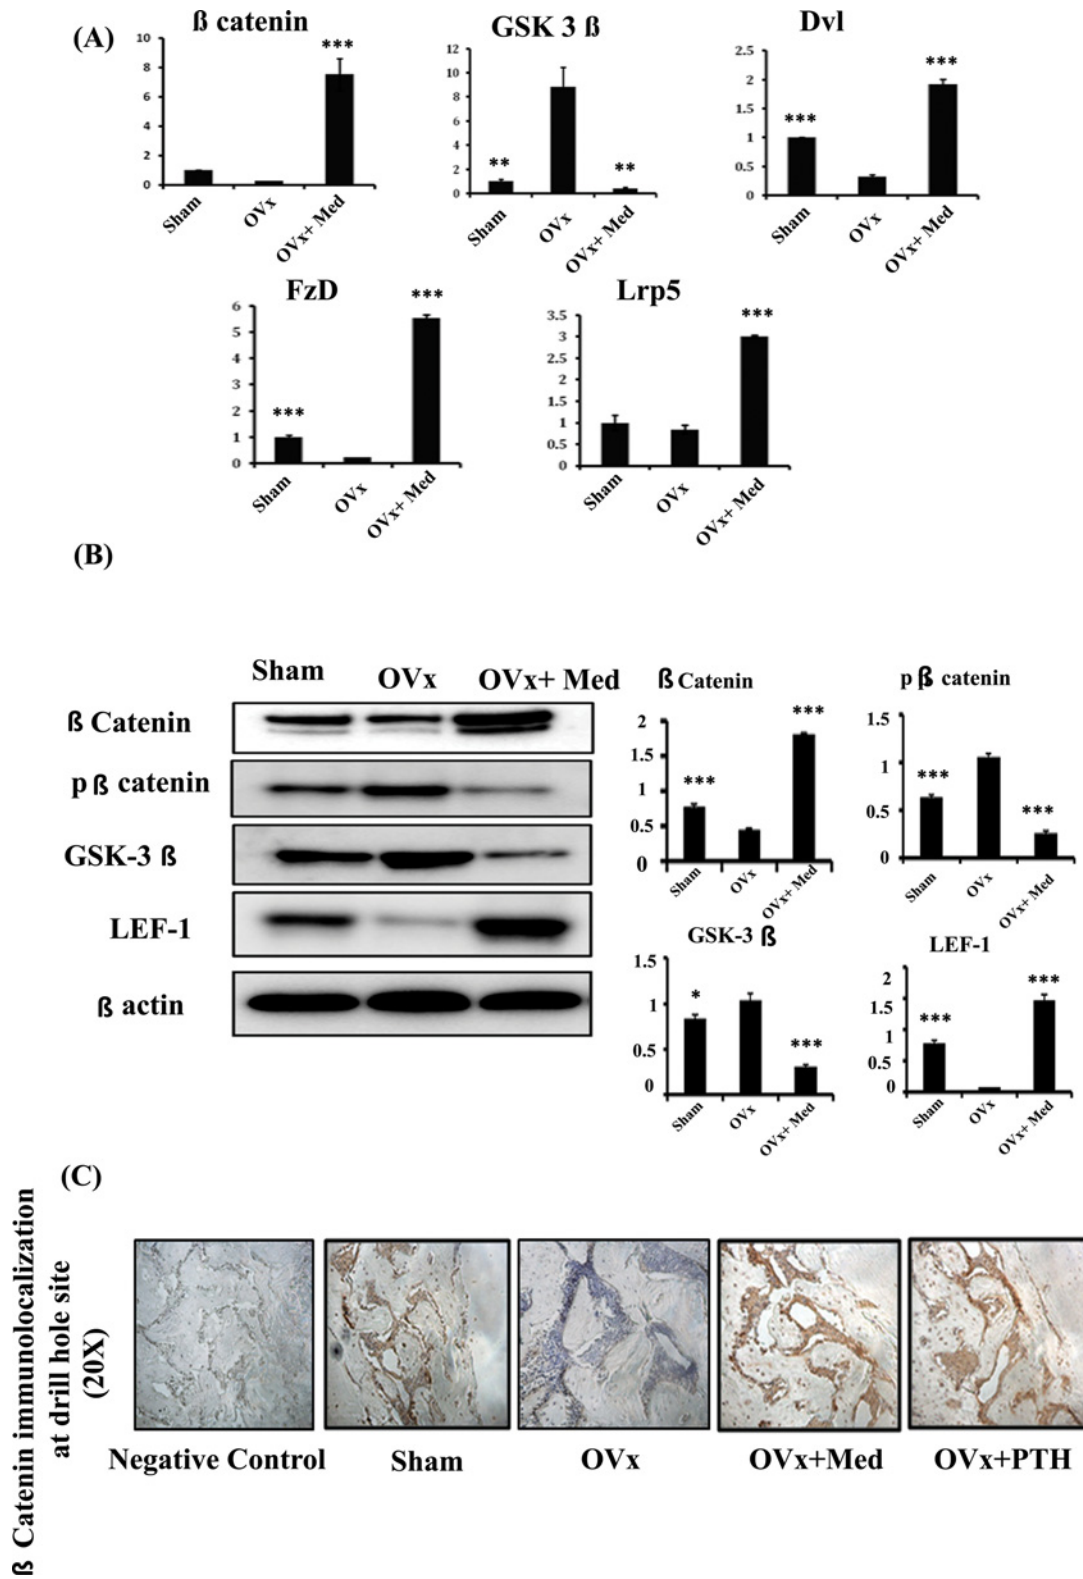 (A)
ß catenin
10
8
6
4
2
0
***
Sham
OVx
OVx+ Med
GSK 3 ß
12
10
8
6
4
2
0
**
**
Sham
OVx
OVx+ Med
Dvl
2.5
2
1.5
1
0.5
0
***
***
Sham
OVx
OVx+ Med
FzD
6
5
4
3
2
1
0
***
***
Sham
OVx
OVx+ Med
Lrp5
3.5
3
2.5
2
1.5
1
0.5
0
***
Sham
OVx
OVx+ Med
(B)
Sham OVx OVx+ Med
ß Catenin
p ß catenin
GSK-3 ß
LEF-1
ß actin
ß Catenin
2
1.5
1
0.5
0
***
***
Sham
OVx
OVx+ Med
p ß catenin
1.5
1
0.5
0
***
***
Sham
OVx
OVx+ Med
GSK-3 ß
1.5
1
0.5
0
*
***
Sham
OVx
OVx+ Med
LEF-1
2
1.5
1
0.5
0
***
***
Sham
OVx
OVx+ Med
(C)
ß Catenin immunolocalization
at drill hole site
(20X)
Negative Control Sham OVx OVx+Med OVx+PTH